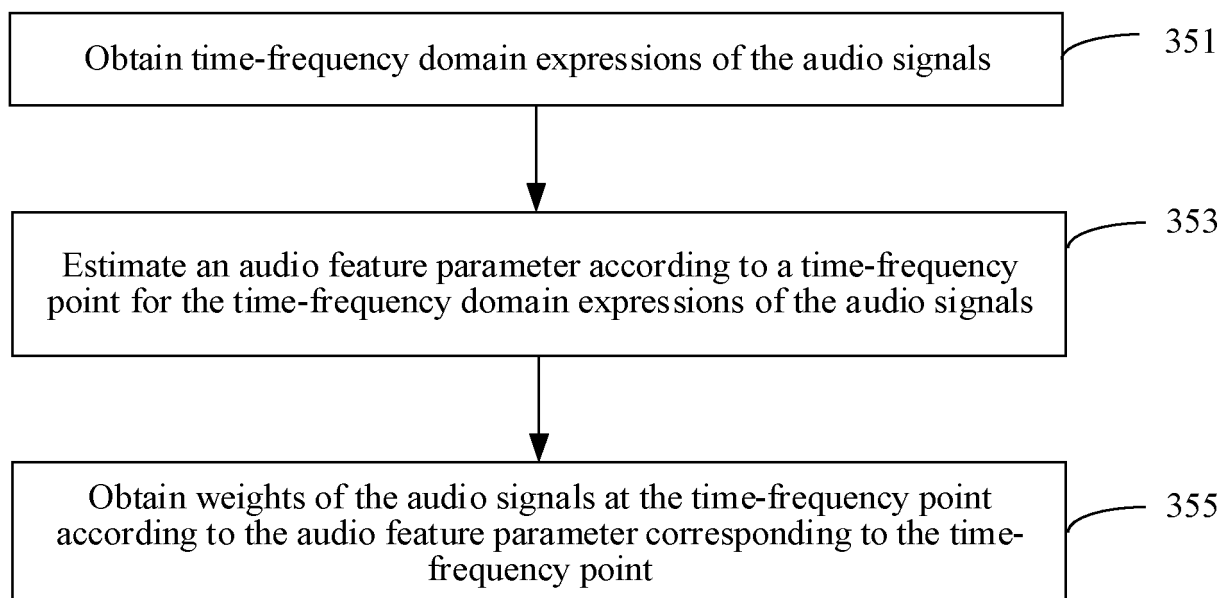 Obtain time-frequency domain expressions of the audio signals
351
Estimate an audio feature parameter according to a time-frequency
point for the time-frequency domain expressions of the audio signals
353
Obtain weights of the audio signals at the time-frequency point
according to the audio feature parameter corresponding to the time-
frequency point
355